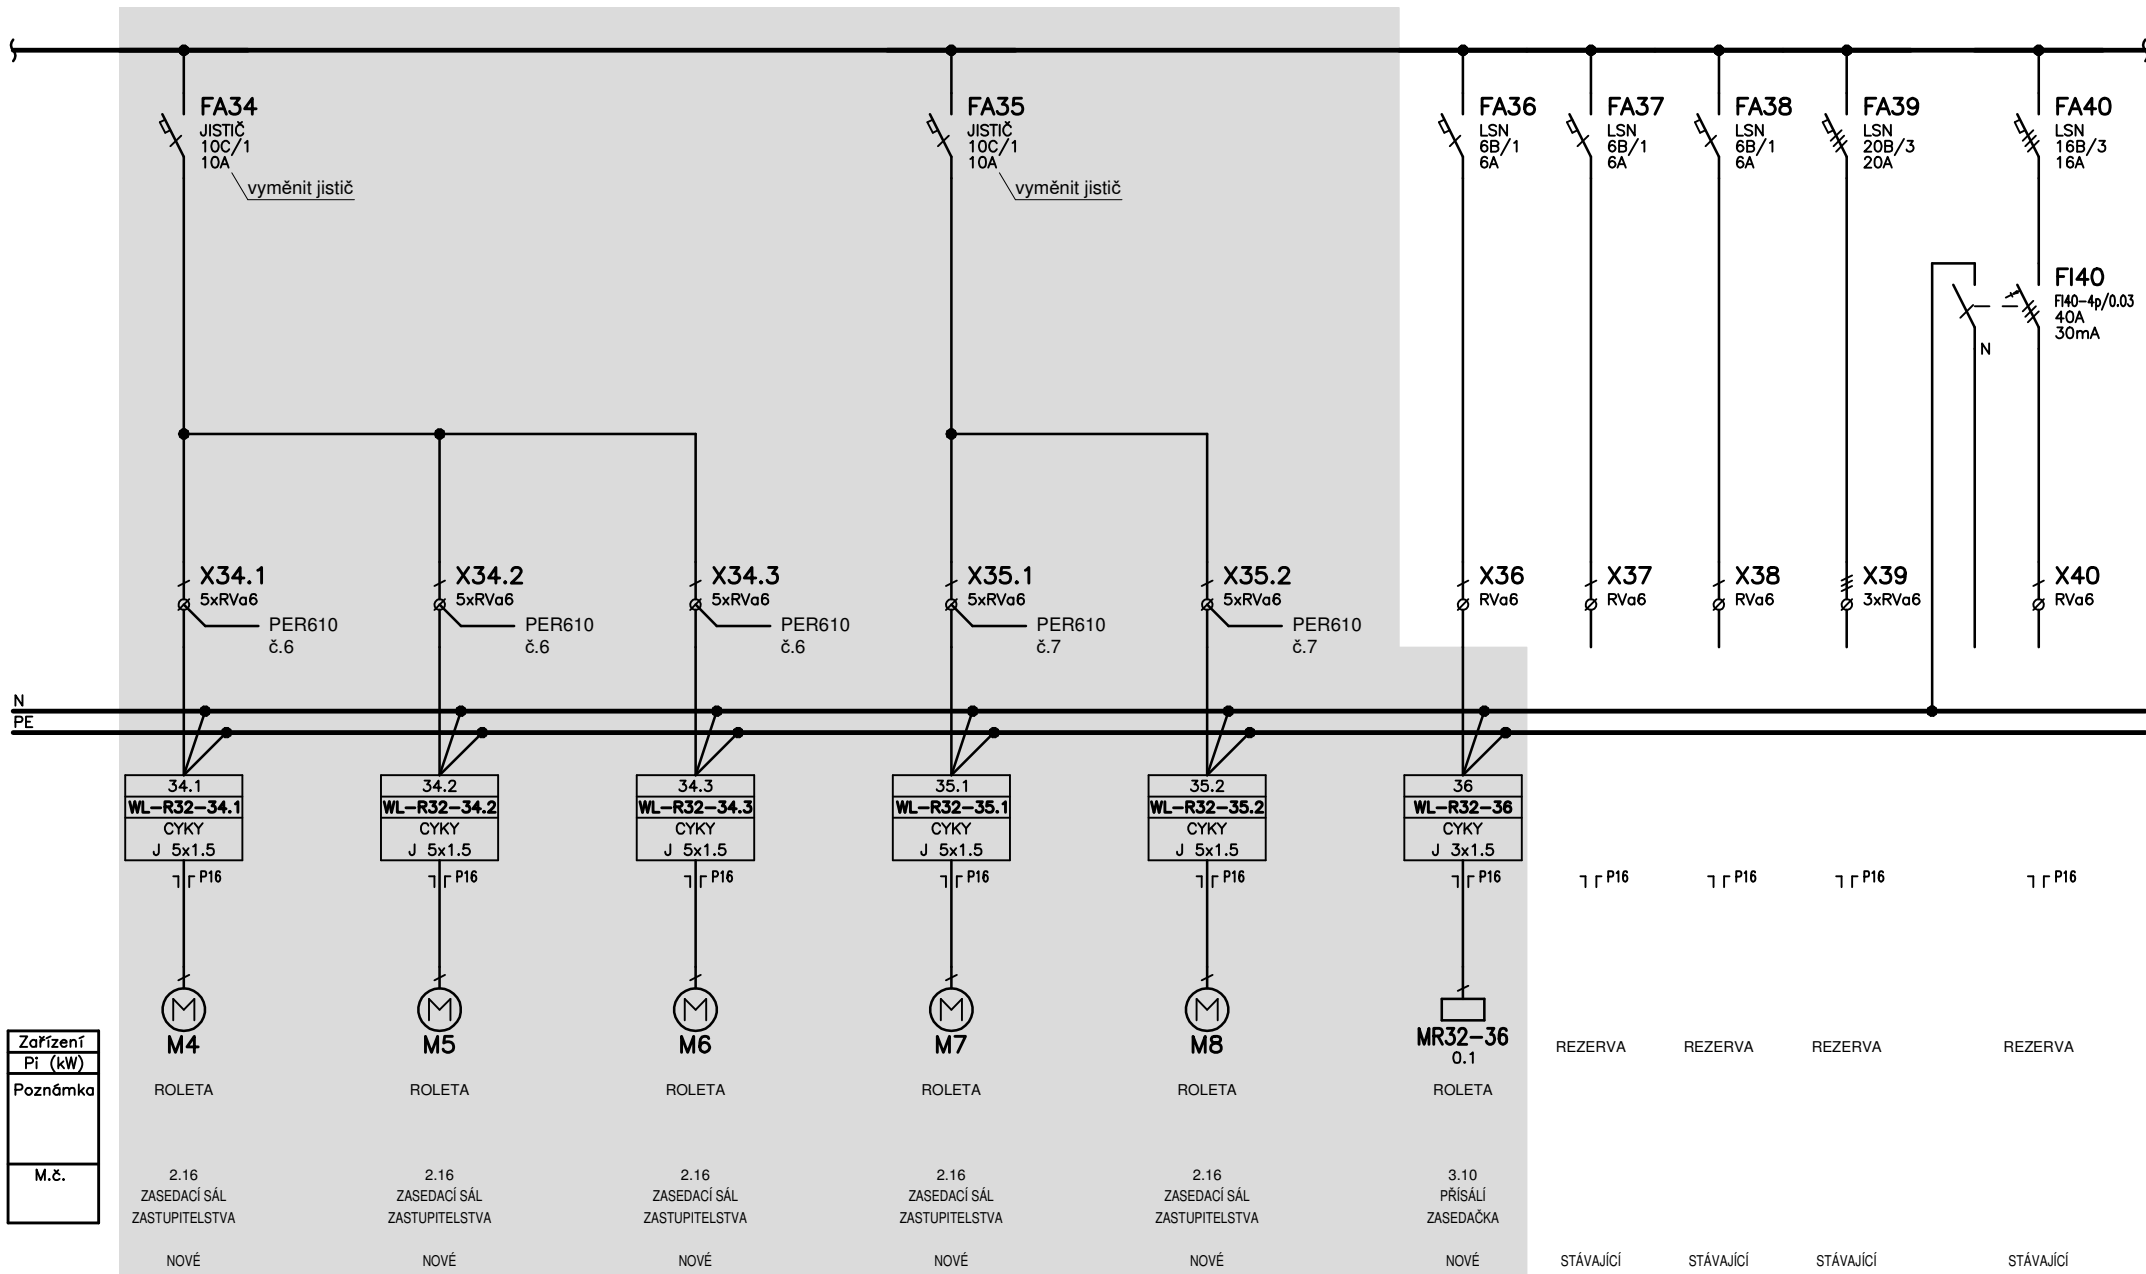 FA34
JISTIČ
10C/1
10A
vyměnit jistič
FA35
JISTIČ
10C/1
10A
vyměnit jistič
FA36
LSN
6B/1
6A
FA37
LSN
6B/1
6A
FA38
LSN
6B/1
6A
FA39
LSN
20B/3
20A
FA40
LSN
16B/3
16A
FI40
FI40-4p/0.03
40A
30mA
N
X34.1
5xRVa6
PER610
č.6
X34.2
5xRVa6
PER610
č.6
X34.3
5xRVa6
PER610
č.6
X35.1
5xRVa6
PER610
č.7
X35.2
5xRVa6
PER610
č.7
X36
RVa6
X37
RVa6
X38
RVa6
X39
3xRVa6
X40
RVa6
N
PE
34.1
WL-R32-34.1
CYKY
J 5x1.5
P16
34.2
WL-R32-34.2
CYKY
J 5x1.5
P16
34.3
WL-R32-34.3
CYKY
J 5x1.5
P16
35.1
WL-R32-35.1
CYKY
J 5x1.5
P16
35.2
WL-R32-35.2
CYKY
J 5x1.5
P16
36
WL-R32-36
CYKY
J 3x1.5
P16
P16
P16
P16
P16
Zařízení
Pi (kW)
Poznámka
M.č.
M
M4
ROLETA
2.16
ZASEDACÍ SÁL
ZASTUPITELSTVA
NOVÉ
M
M5
ROLETA
2.16
ZASEDACÍ SÁL
ZASTUPITELSTVA
NOVÉ
M
M6
ROLETA
2.16
ZASEDACÍ SÁL
ZASTUPITELSTVA
NOVÉ
M
M7
ROLETA
2.16
ZASEDACÍ SÁL
ZASTUPITELSTVA
NOVÉ
M
M8
ROLETA
2.16
ZASEDACÍ SÁL
ZASTUPITELSTVA
NOVÉ
MR32-36
0.1
ROLETA
3.10
PŘÍSÁLÍ
ZASEDAČKA
NOVÉ
REZERVA
STÁVAJÍCÍ
REZERVA
STÁVAJÍCÍ
REZERVA
STÁVAJÍCÍ
REZERVA
STÁVAJÍCÍ